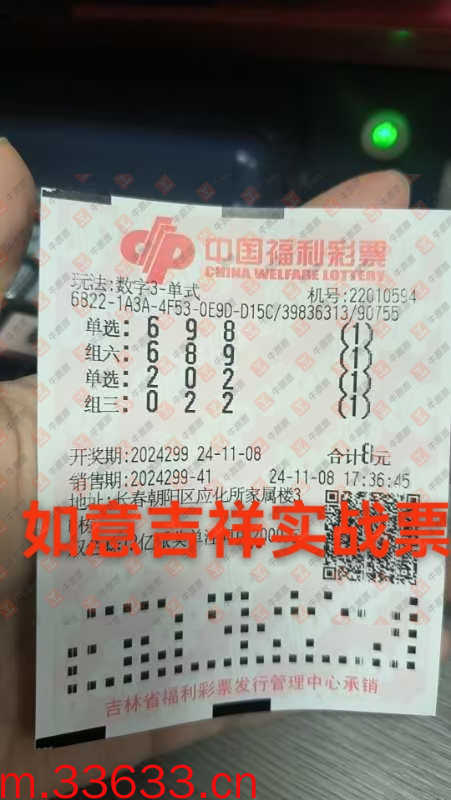 中国福利彩票
CHINA WELFARE LOTTERY
玩法:数字3-单式 机号:22010594
6822-1A3A-4F53-0E9D-D15C/39836313/90755
单选: 6 9 8 (1)
组六: 6 8 9 (1)
单选: 2 0 2 (1)
组三: 0 2 2 (1)
开奖期:2024299 24-11-08 合计8元
销售期:2024299-41 24-11-08 17:36:45
地址:长春朝阳区应化所家属楼3
如意吉祥实战票
吉林省福利彩票发行管理中心承销
m.33633.cn